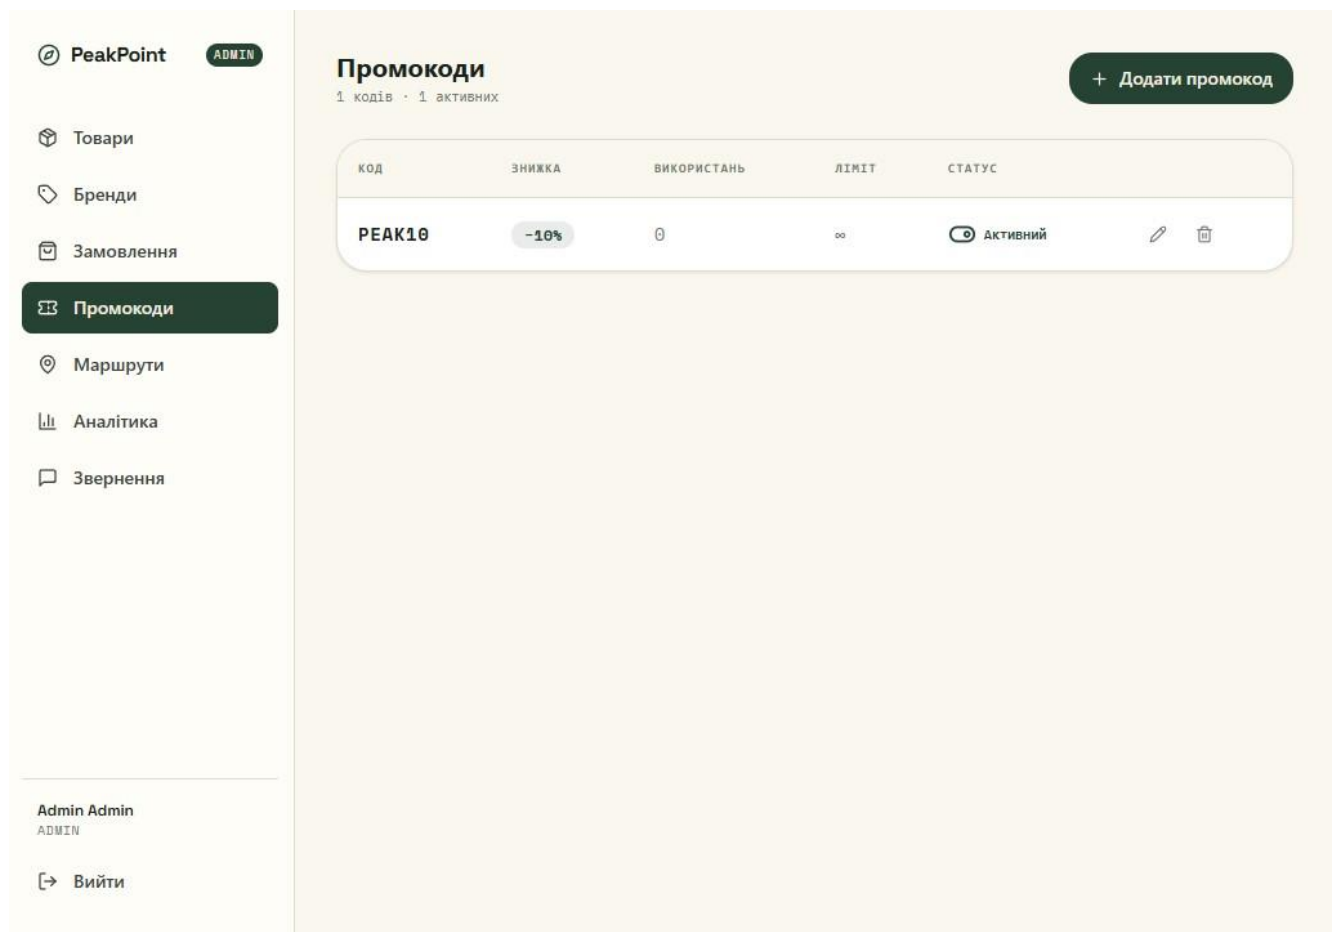 PeakPoint ADMIN
Товари
Бренди
Замовлення
Промокоди
Маршрути
Аналітика
Звернення
Admin Admin
ADMIN
Вийти
Промокоди
1 кодів · 1 активних
+ Додати промокод
КОД ЗНИЖКА ВИКОРИСТАНЬ ЛІМІТ СТАТУС
PEAK10 -10% 0 ∞ Активний